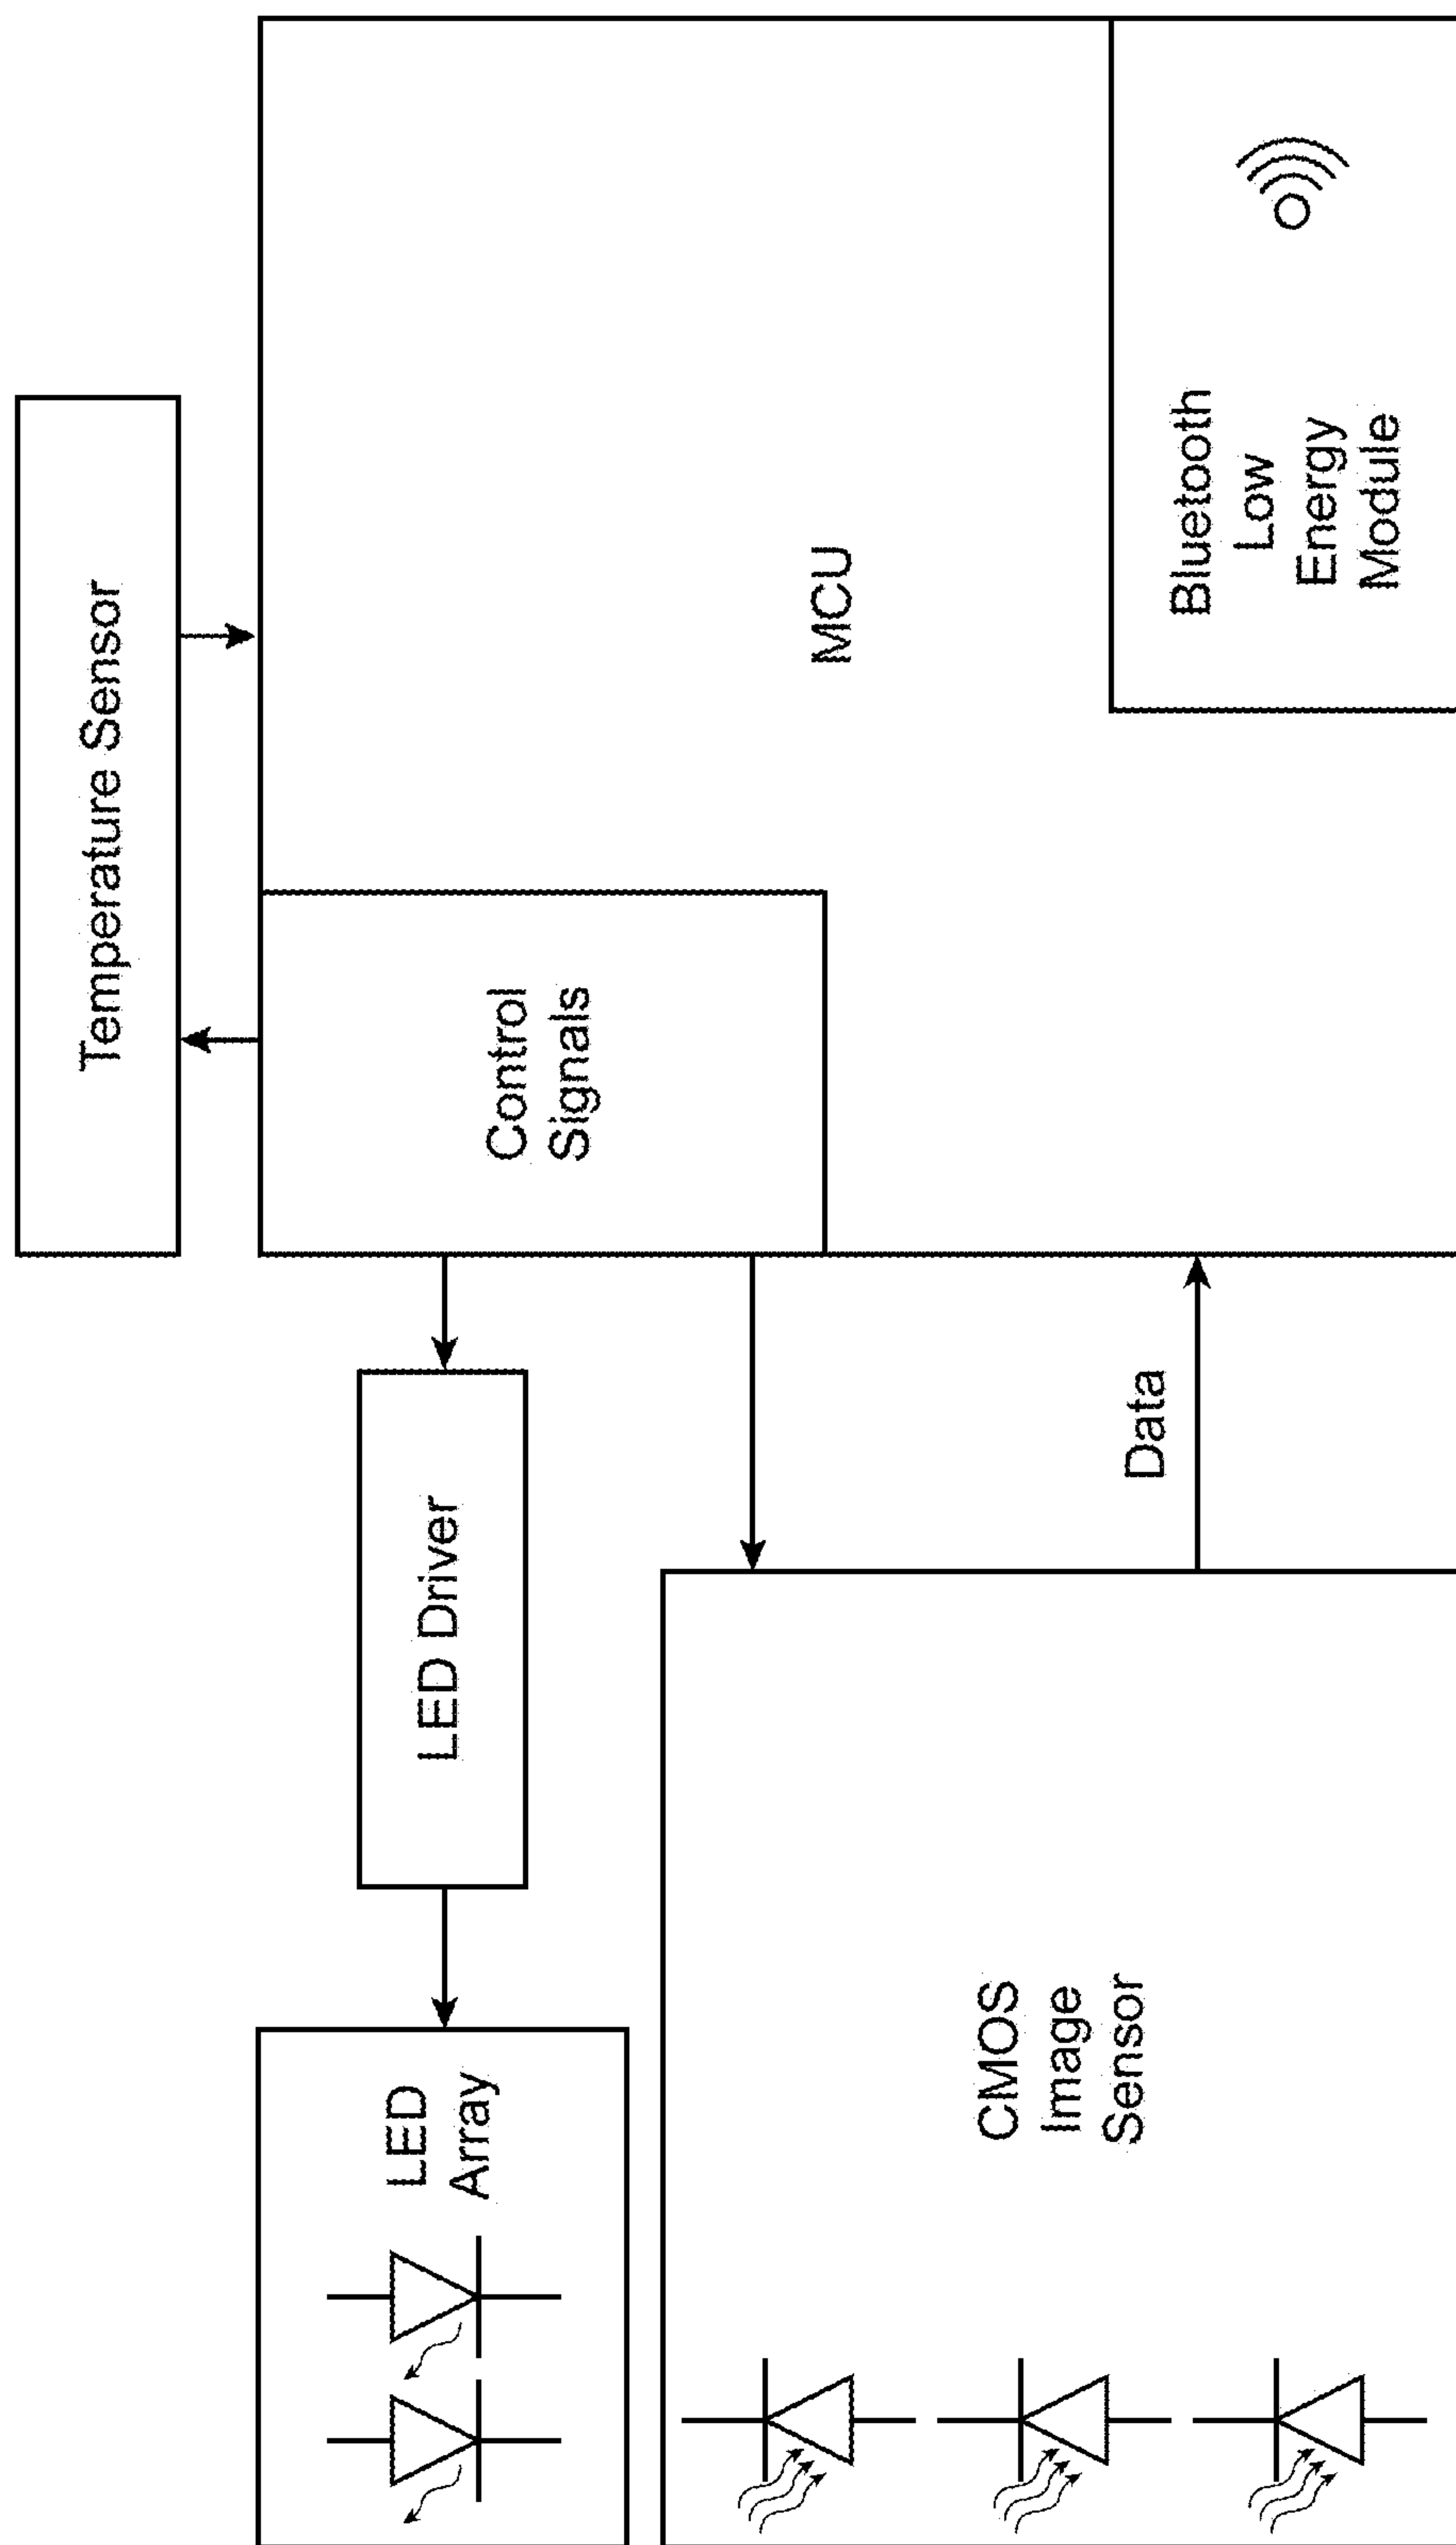 Temperature Sensor
LED
Array
LED Driver
Control
Signals
MCU
CMOS
Image
Sensor
Data
Bluetooth
Low
Energy
Module